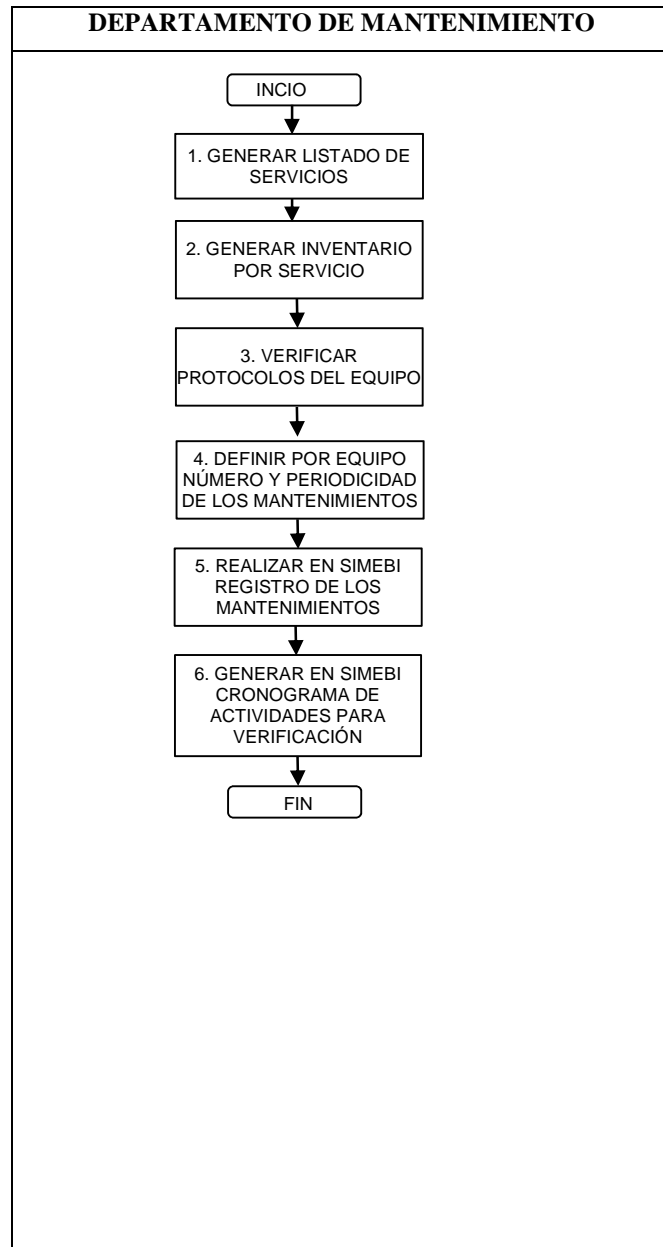 DEPARTAMENTO DE MANTENIMIENTO
INCIO
1. GENERAR LISTADO DE
SERVICIOS
2. GENERAR INVENTARIO
POR SERVICIO
3. VERIFICAR
PROTOCOLOS DEL EQUIPO
4. DEFINIR POR EQUIPO
NÚMERO Y PERIODICIDAD
DE LOS MANTENIMIENTOS
5. REALIZAR EN SIMEBI
REGISTRO DE LOS
MANTENIMIENTOS
6. GENERAR EN SIMEBI
CRONOGRAMA DE
ACTIVIDADES PARA
VERIFICACIÓN
FIN